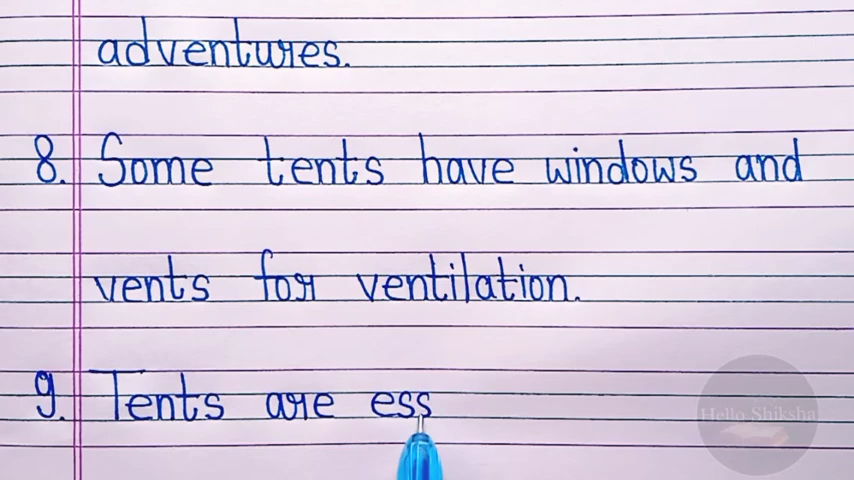 adventures.
8. Some tents have windows and
vents for ventilation.
9. Tents are ess
Hello Shiksha